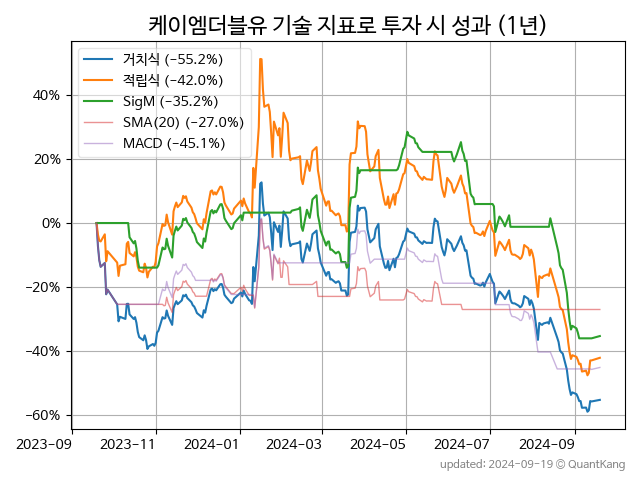 케이엠더블유 기술 지표로 투자 시 성과 (1년)
거치식 (−55.2%)
적립식 (−42.0%)
SigM (−35.2%)
SMA(20) (−27.0%)
MACD (−45.1%)
40%
20%
0%
−20%
−40%
−60%
2023-09 2023-11 2024-01 2024-03 2024-05 2024-07 2024-09
updated: 2024-09-19 © QuantKang